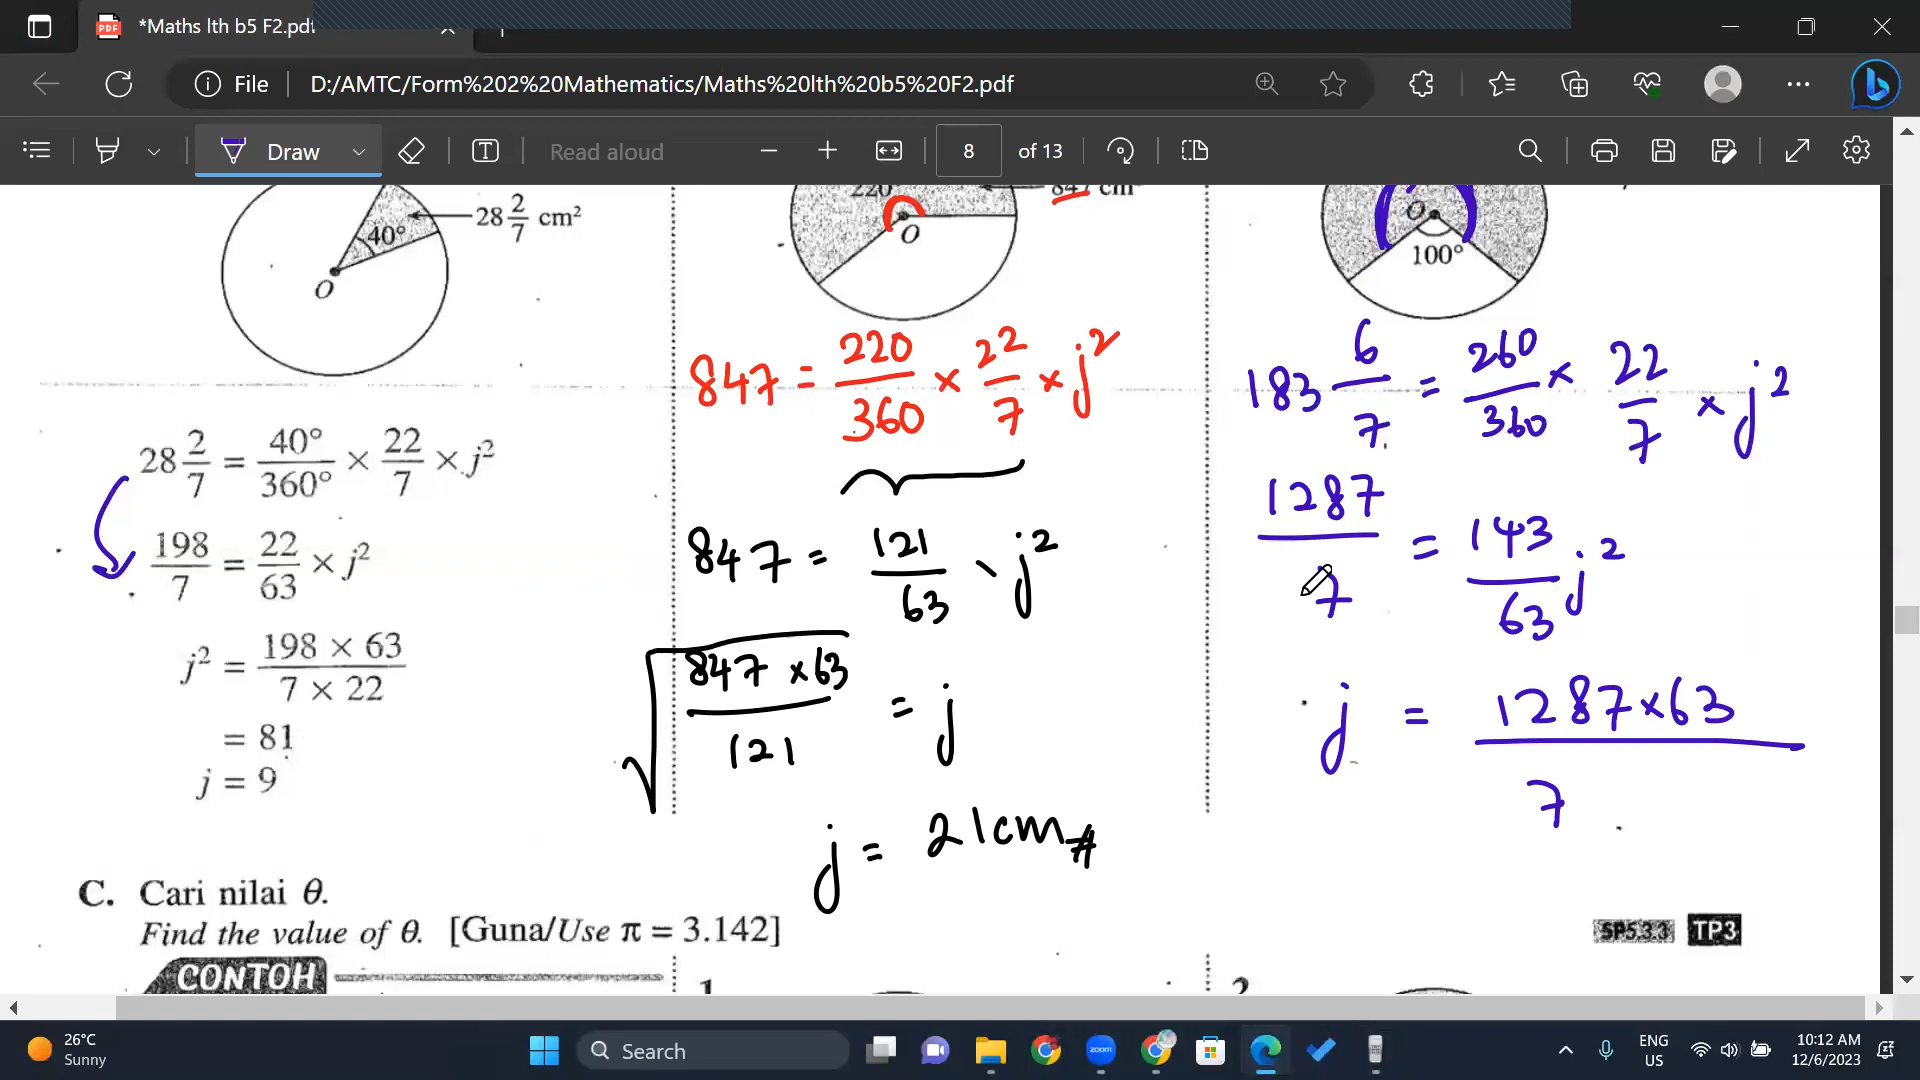 *Maths lth b5 F2.pdf
File
D:/AMTC/Form%202%20Mathematics/Maths%20lth%20b5%20F2.pdf
Draw
Read aloud
8
of 13
40°
28 2/7 cm²
O
220
847 cm
O
O
100°
28 2/7 = 40°/360° × 22/7 × j²
198/7 = 22/63 × j²
j² = 198 × 63 / 7 × 22
= 81
j = 9
847 = 220/360 × 22/7 × j²
847 = 121/63 × j²
√(847 × 63 / 121) = j
j = 21cm #
183 6/7 = 260/360 × 22/7 × j²
1287/7 = 143/63 j²
j = 1287×63 / 7
C. Cari nilai θ.
Find the value of θ. [Guna/Use π = 3.142]
SP5.3.3 TP3
CONTOH
1
2
26°C
Sunny
Search
zoom
ENG
US
10:12 AM
12/6/2023